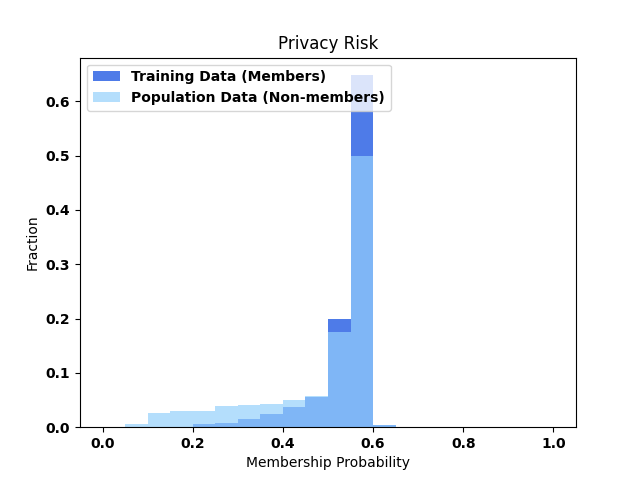 Privacy Risk
Training Data (Members)
Population Data (Non-members)
0.6
0.5
0.4
0.3
0.2
0.1
0.0
Fraction
0.0 0.2 0.4 0.6 0.8 1.0
Membership Probability